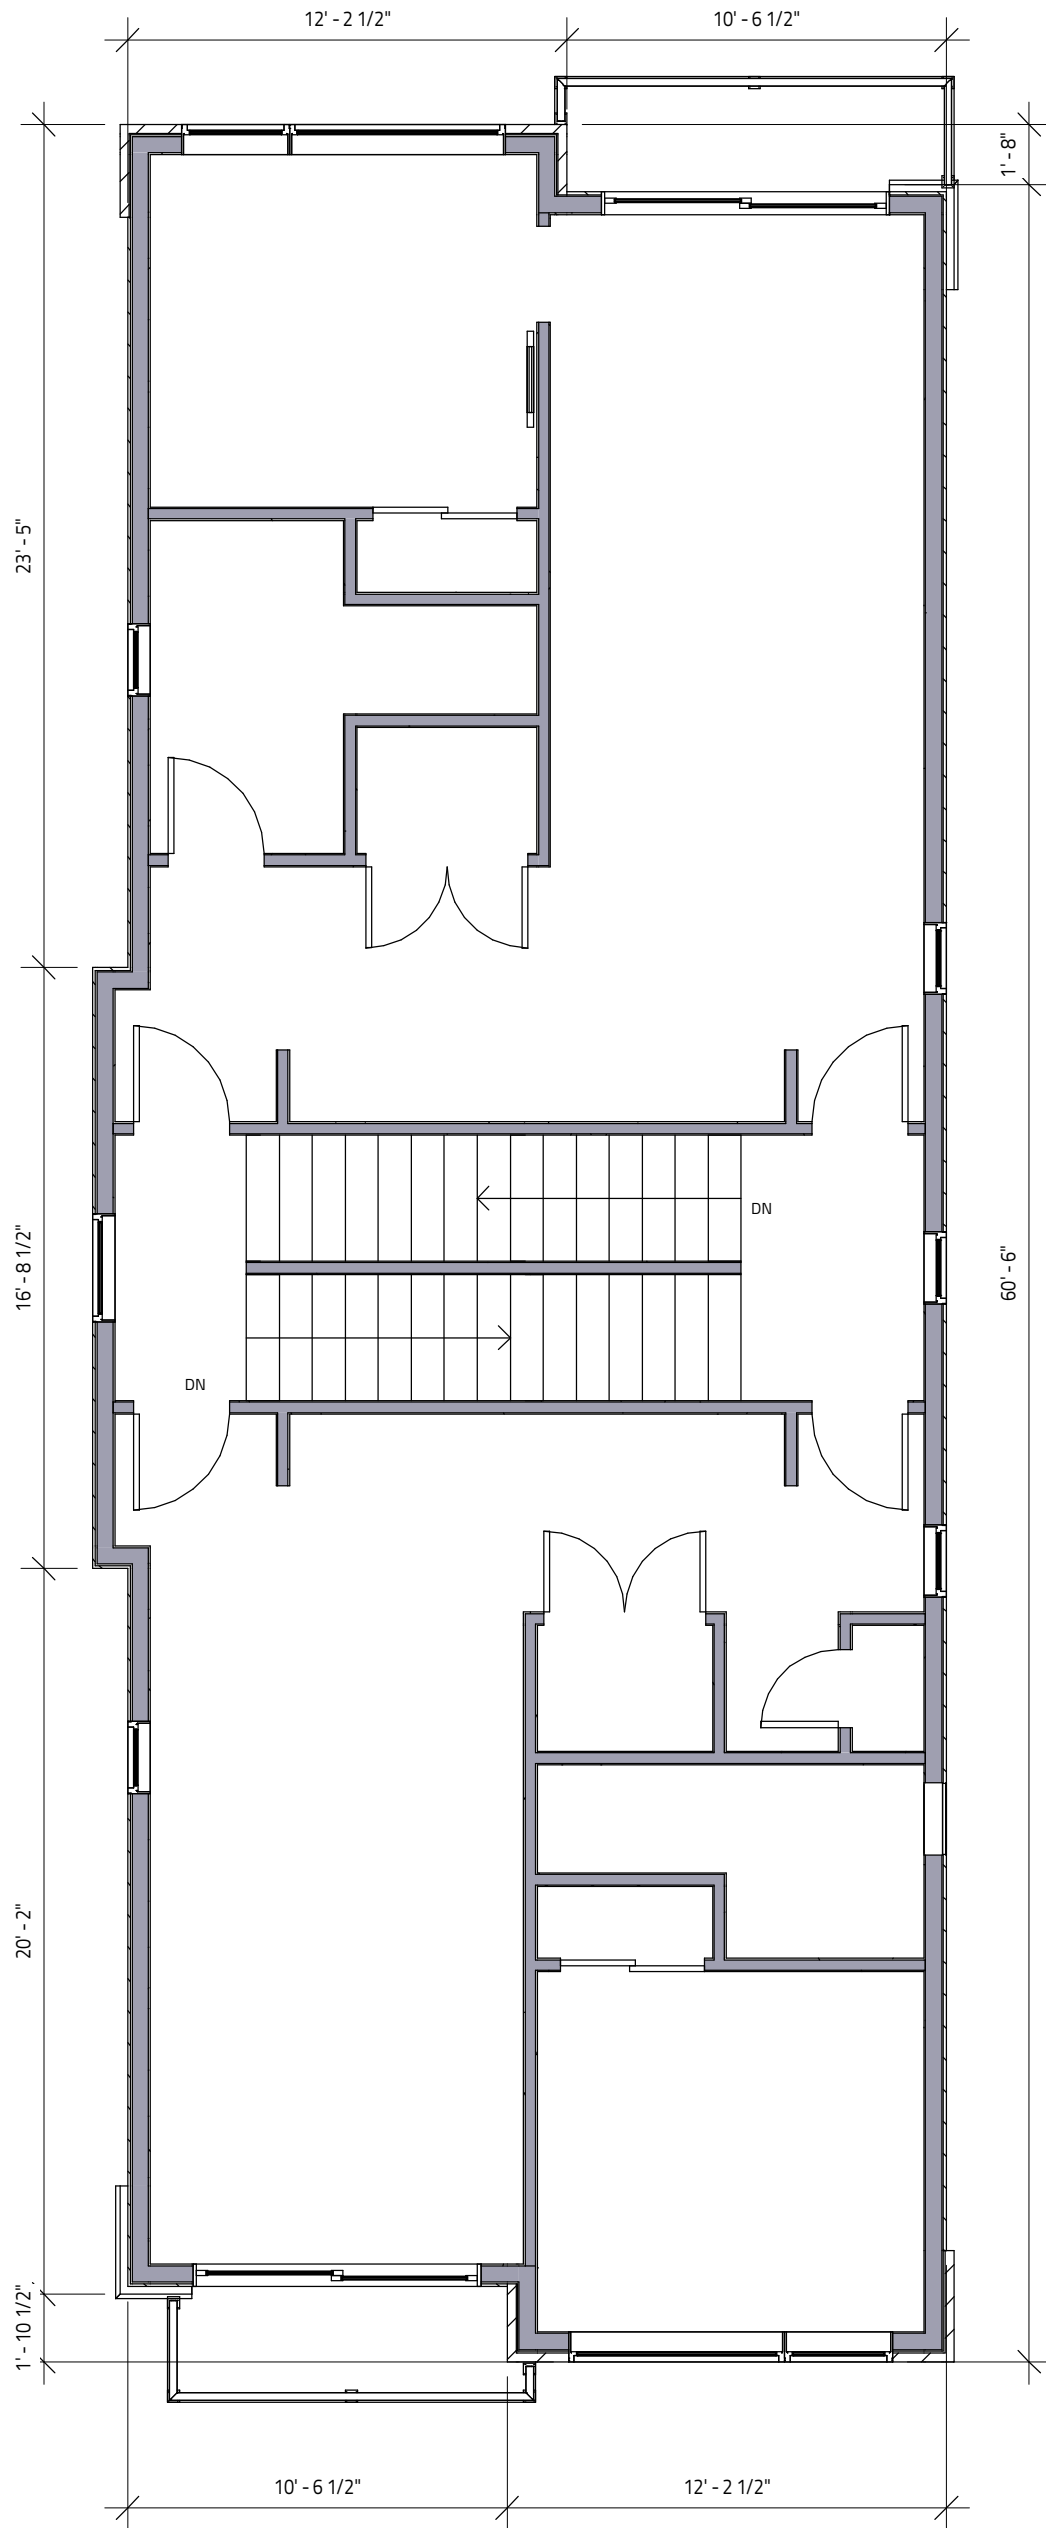 12' - 2 1/2"
10' - 6 1/2"
1' - 8"
23' - 5"
16' - 8 1/2"
DN
60' - 6"
DN
20' - 2"
1' - 10 1/2"
10' - 6 1/2"
12' - 2 1/2"